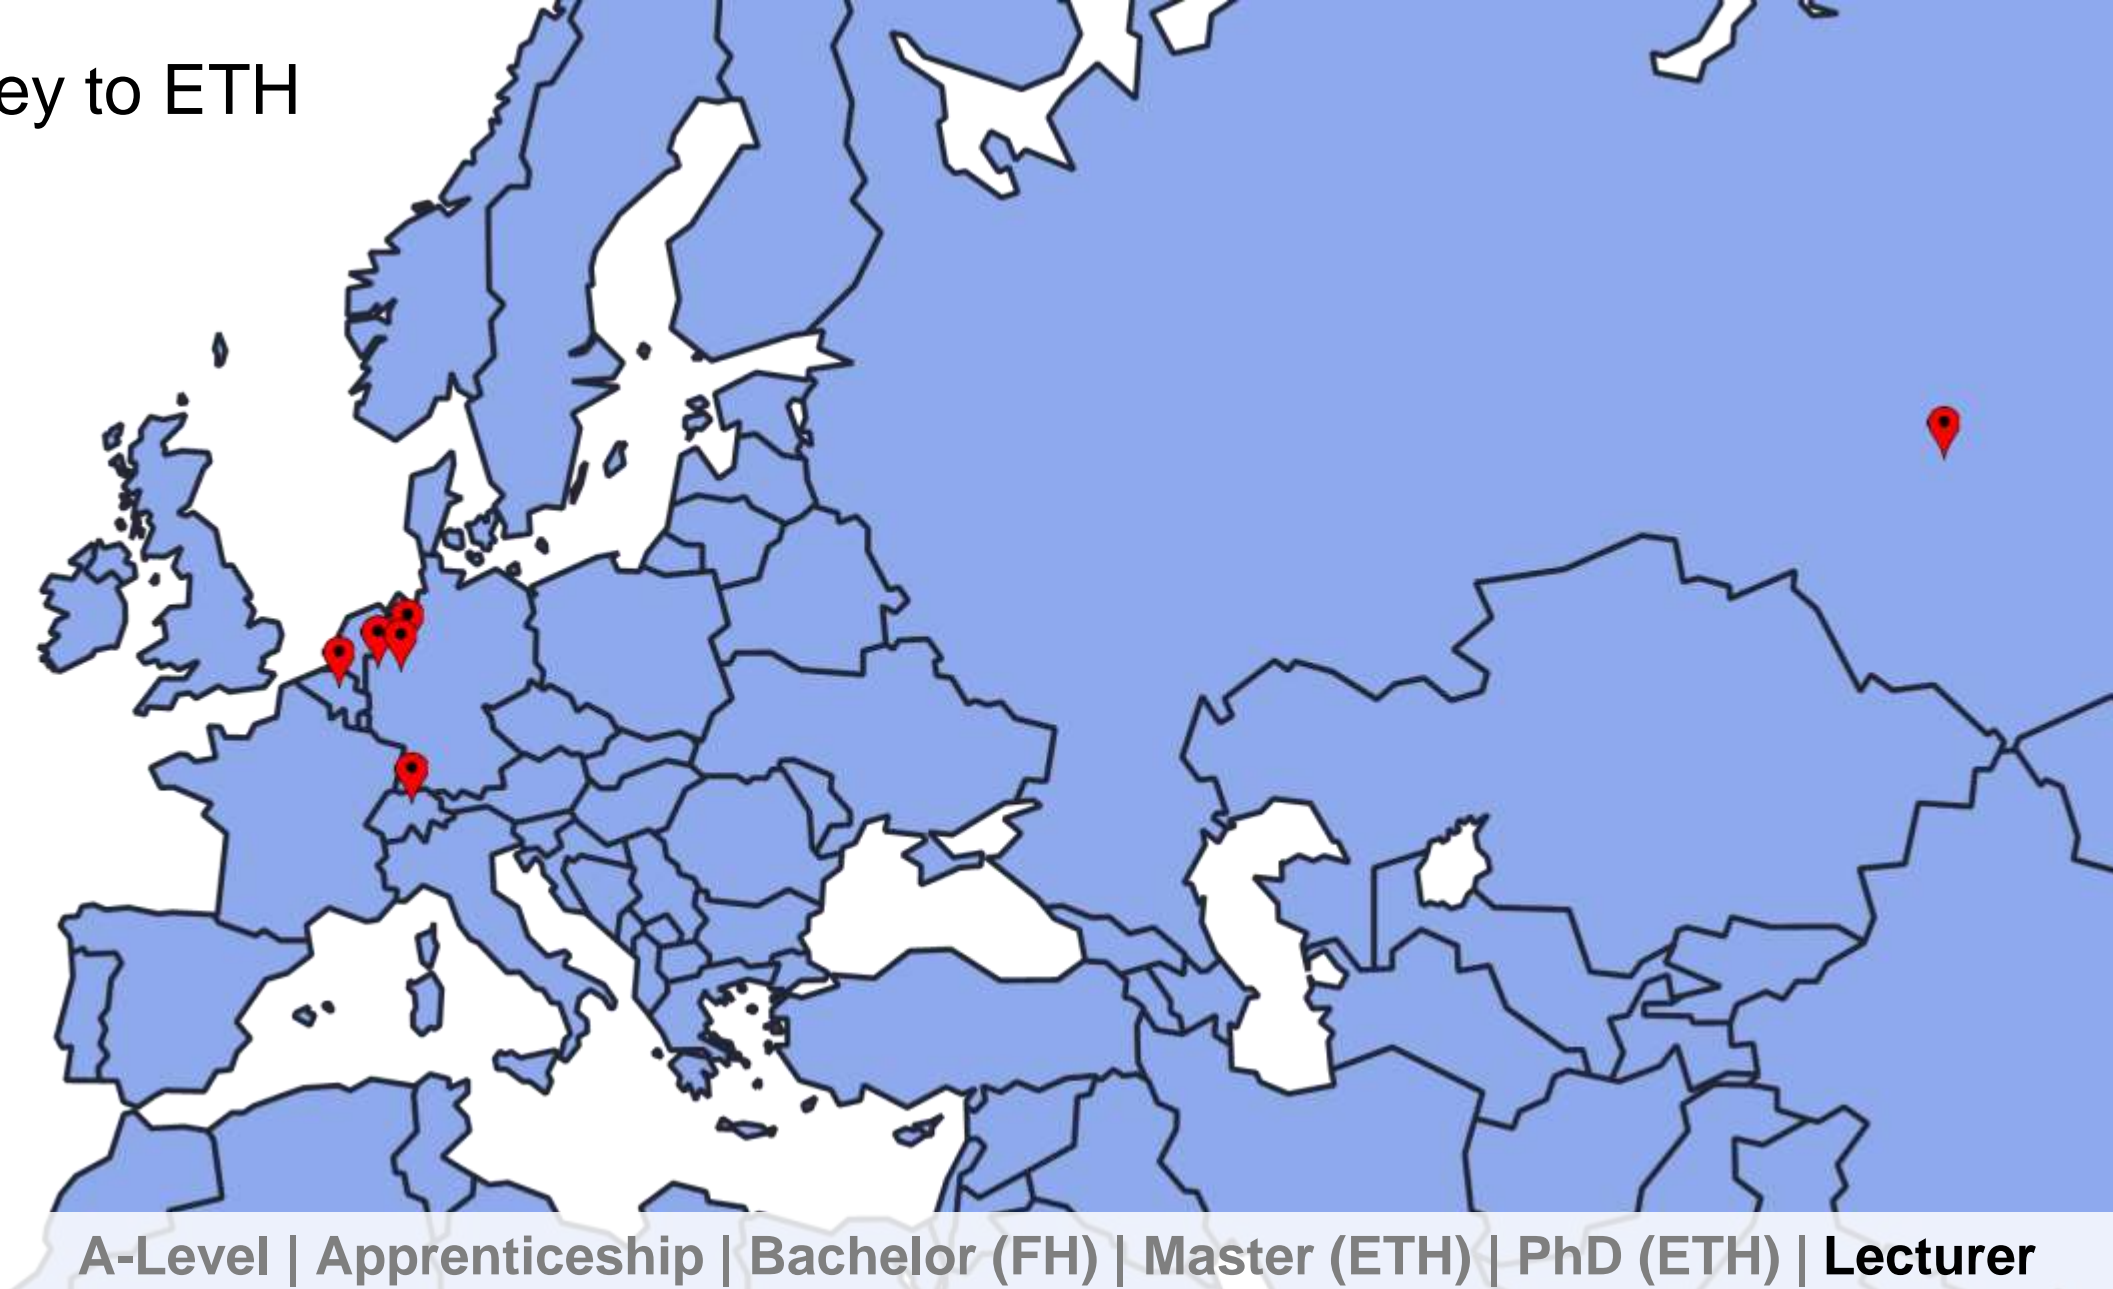 ey to ETH
A-Level | Apprenticeship | Bachelor (FH) | Master (ETH) | PhD (ETH) | Lecturer